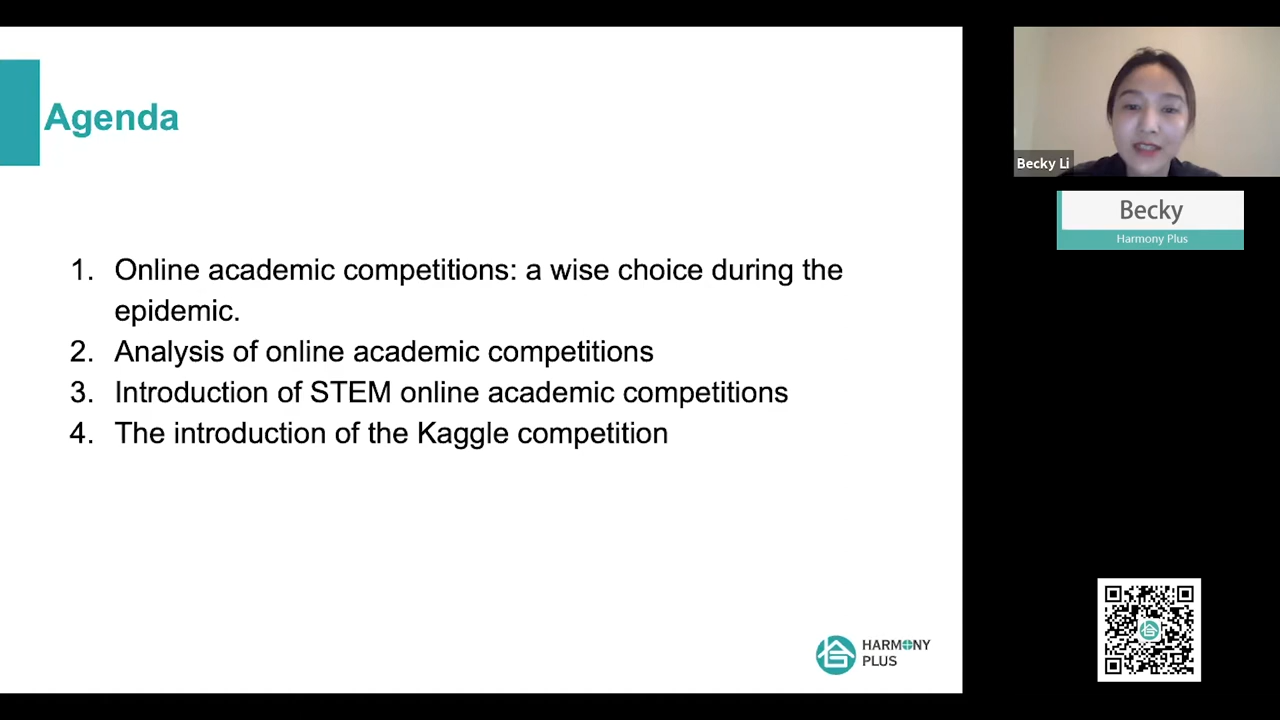 Agenda
1. Online academic competitions: a wise choice during the
epidemic.
2. Analysis of online academic competitions
3. Introduction of STEM online academic competitions
4. The introduction of the Kaggle competition
HARMONY
PLUS
Becky Li
Becky
Harmony Plus